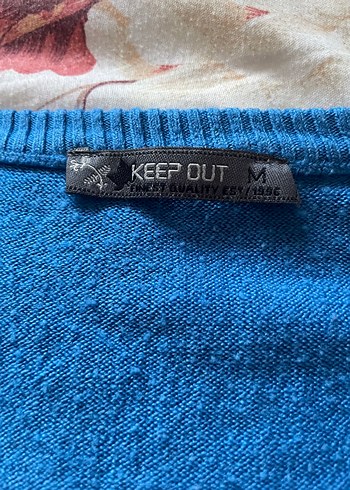 KEEP OUT M
FINEST QUALITY EST / 1996